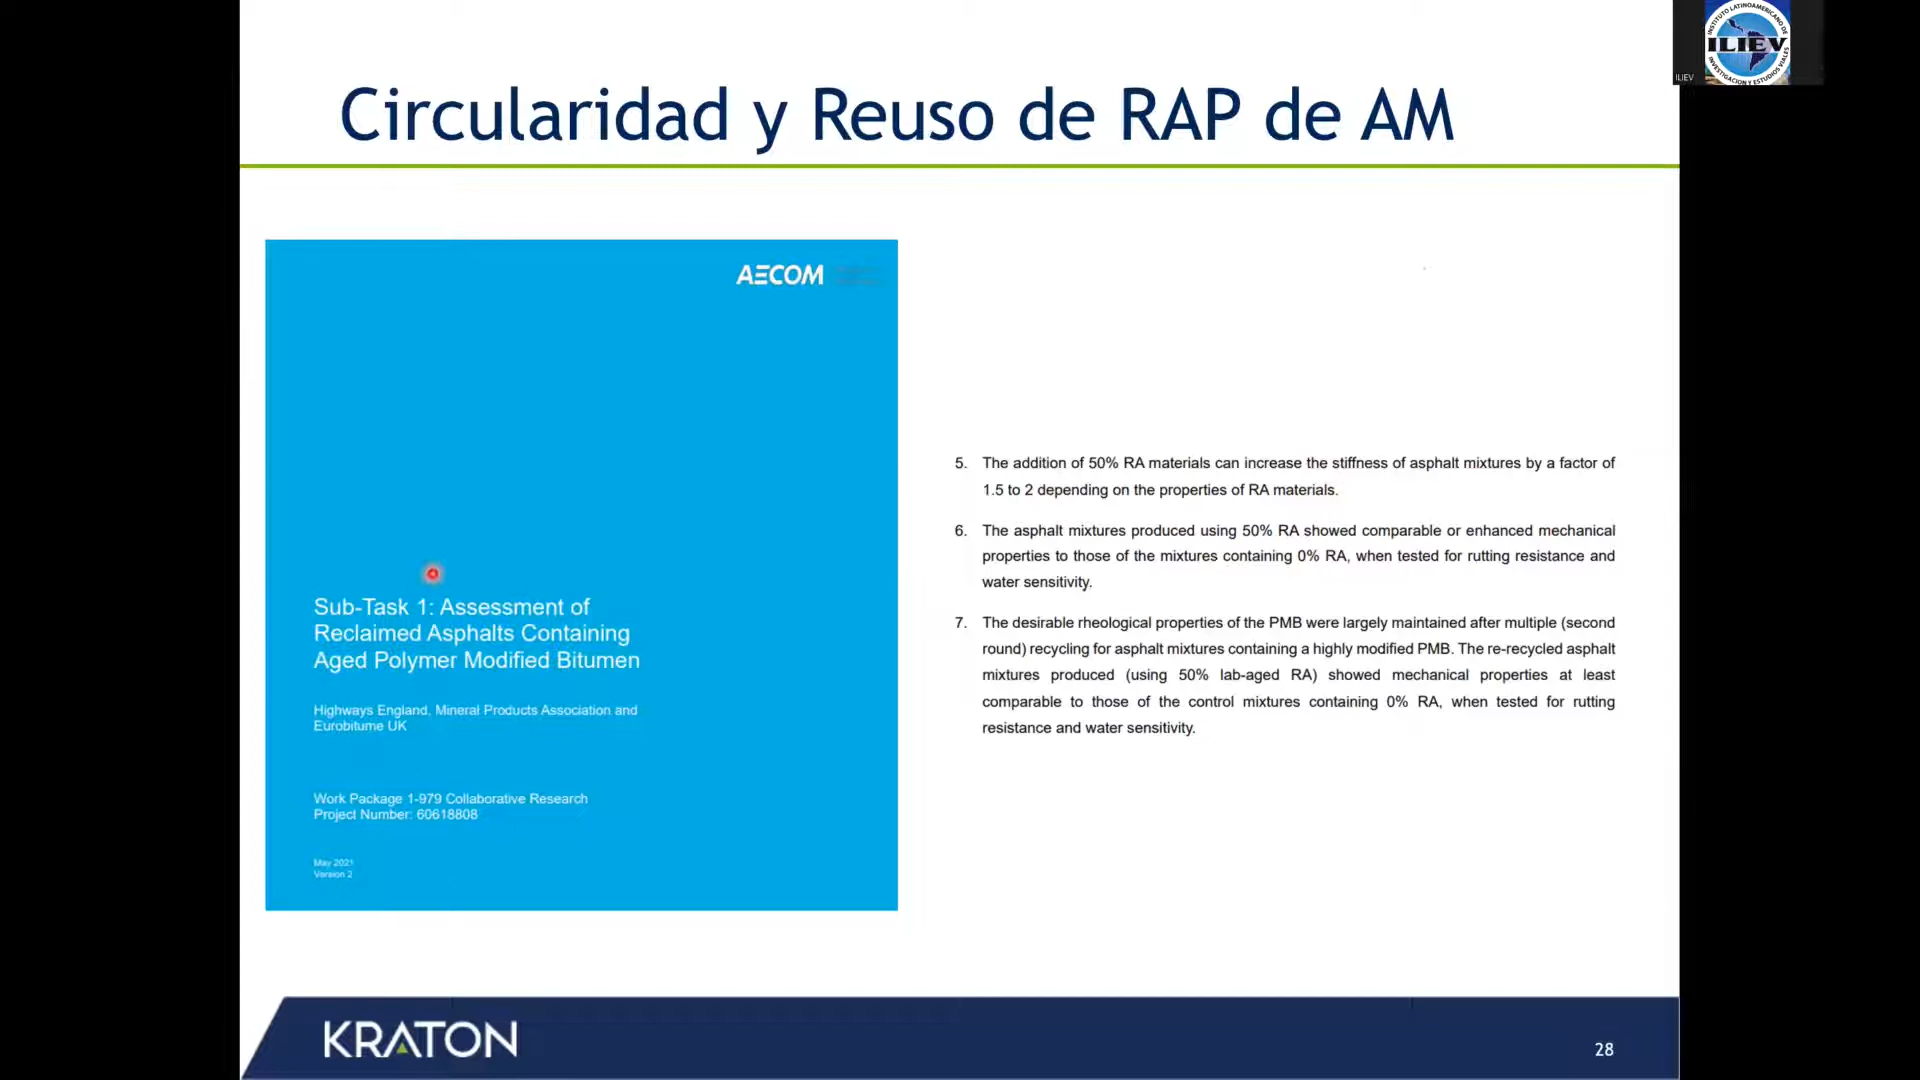 INSTITUTO LATINOAMERICANO DE
ILIEV
INVESTIGACION Y ESTUDIOS VIALES
ILIEV
Circularidad y Reuso de RAP de AM
AECOM
Sub-Task 1: Assessment of
Reclaimed Asphalts Containing
Aged Polymer Modified Bitumen
Highways England, Mineral Products Association and
Eurobitume UK
Work Package 1-979 Collaborative Research
Project Number: 60618808
May 2021
Version 2
5. The addition of 50% RA materials can increase the stiffness of asphalt mixtures by a factor of
1.5 to 2 depending on the properties of RA materials.
6. The asphalt mixtures produced using 50% RA showed comparable or enhanced mechanical
properties to those of the mixtures containing 0% RA, when tested for rutting resistance and
water sensitivity.
7. The desirable rheological properties of the PMB were largely maintained after multiple (second
round) recycling for asphalt mixtures containing a highly modified PMB. The re-recycled asphalt
mixtures produced (using 50% lab-aged RA) showed mechanical properties at least
comparable to those of the control mixtures containing 0% RA, when tested for rutting
resistance and water sensitivity.
KRATON
28